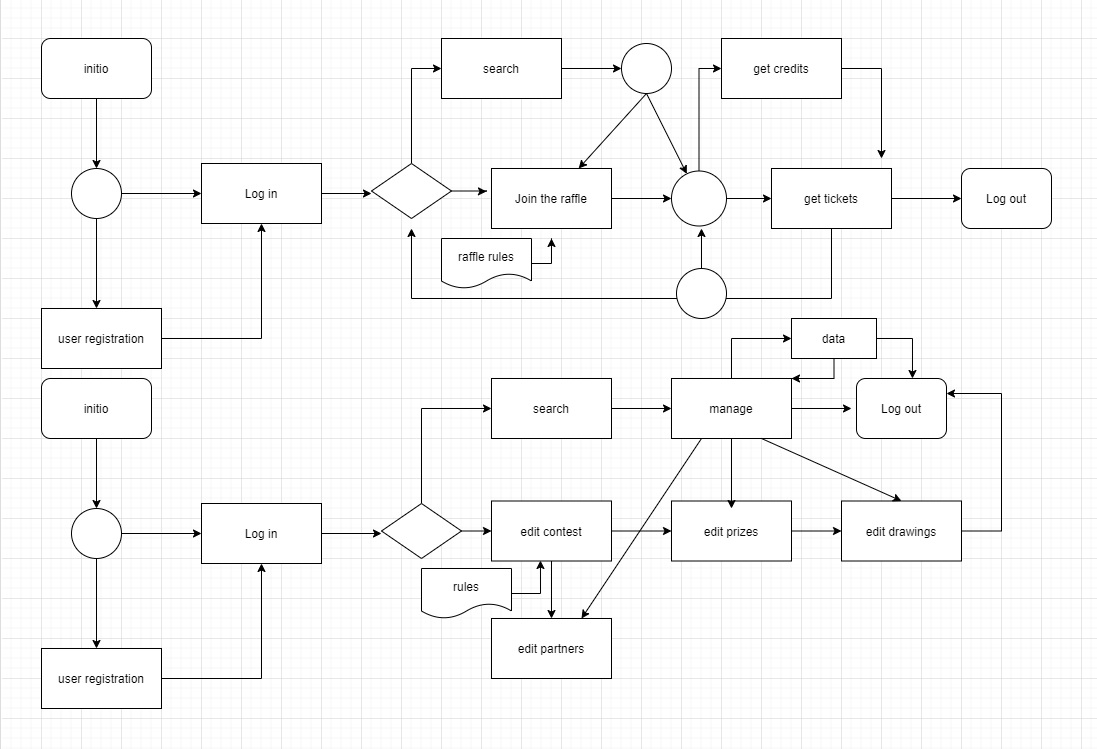 initio
search
get credits
Log in
Join the raffle
get tickets
Log out
raffle rules
user registration
data
initio
search
manage
Log out
Log in
edit contest
edit prizes
edit drawings
rules
edit partners
user registration